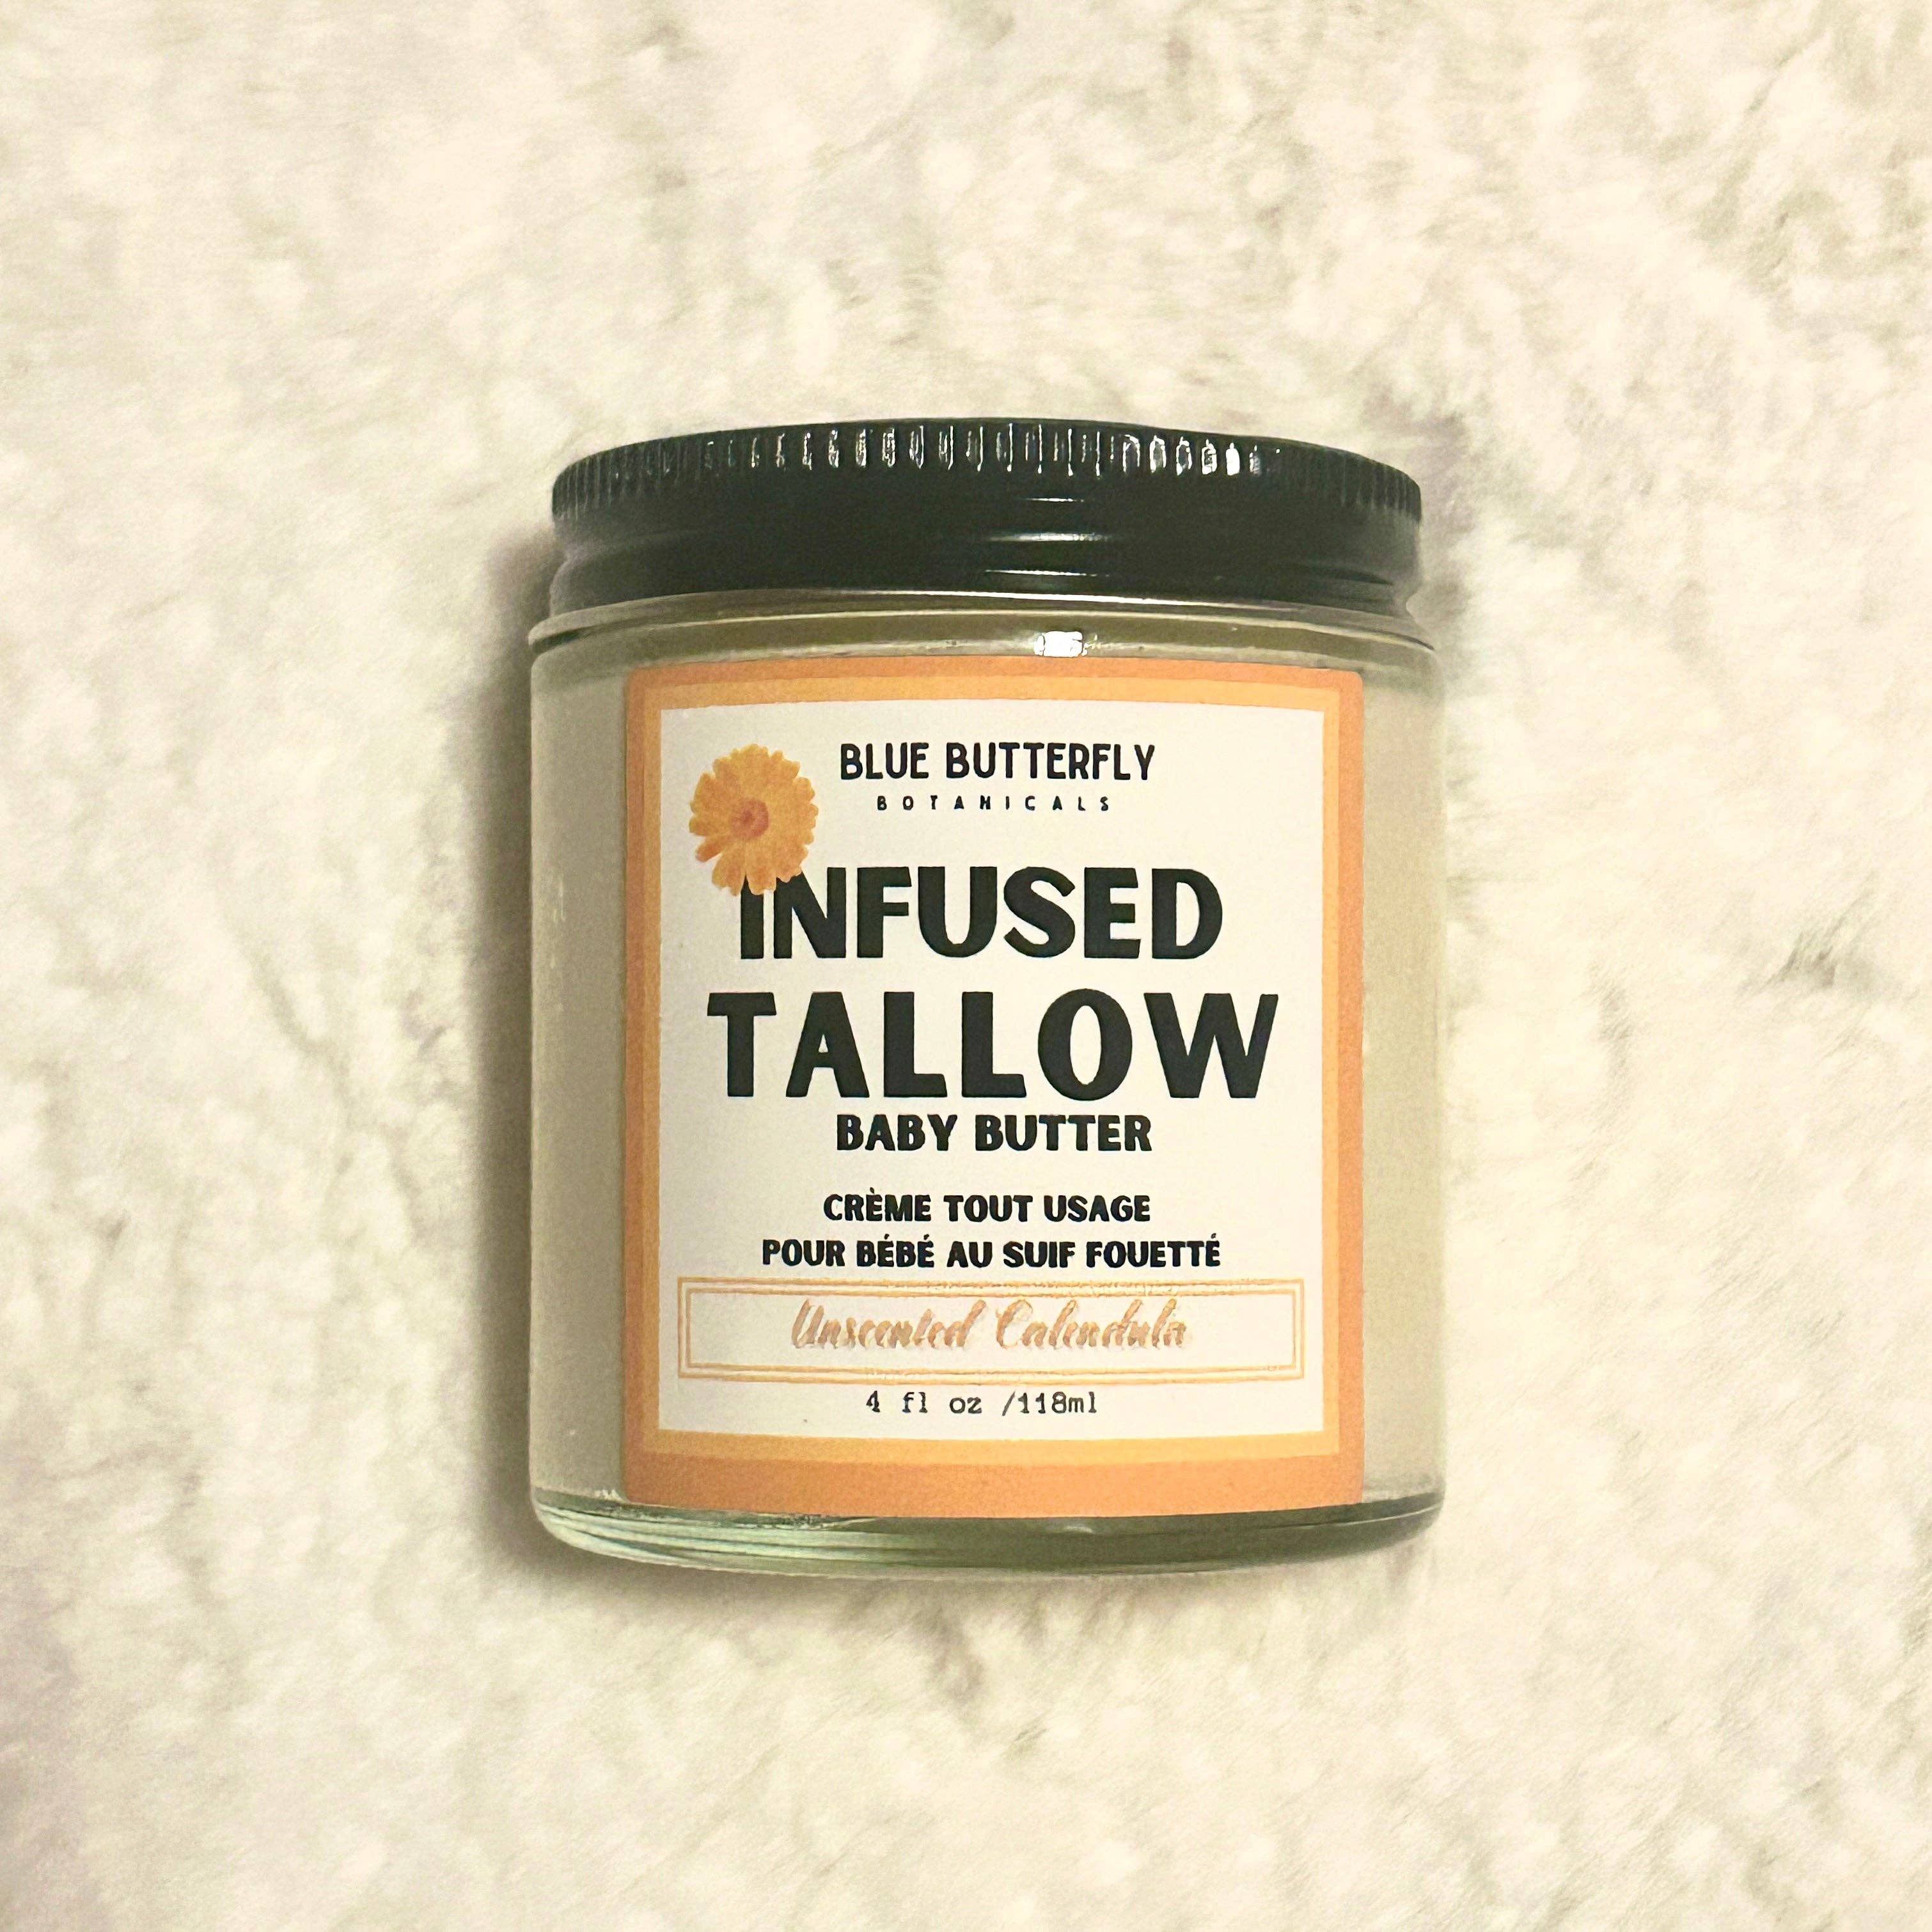 BLUE BUTTERFLY
BOTANICALS
INFUSED
TALLOW
BABY BUTTER
CRÈME TOUT USAGE
POUR BÉBÉ AU SUIF FOUETTÉ
Unscented Calendula
4 fl oz /118ml